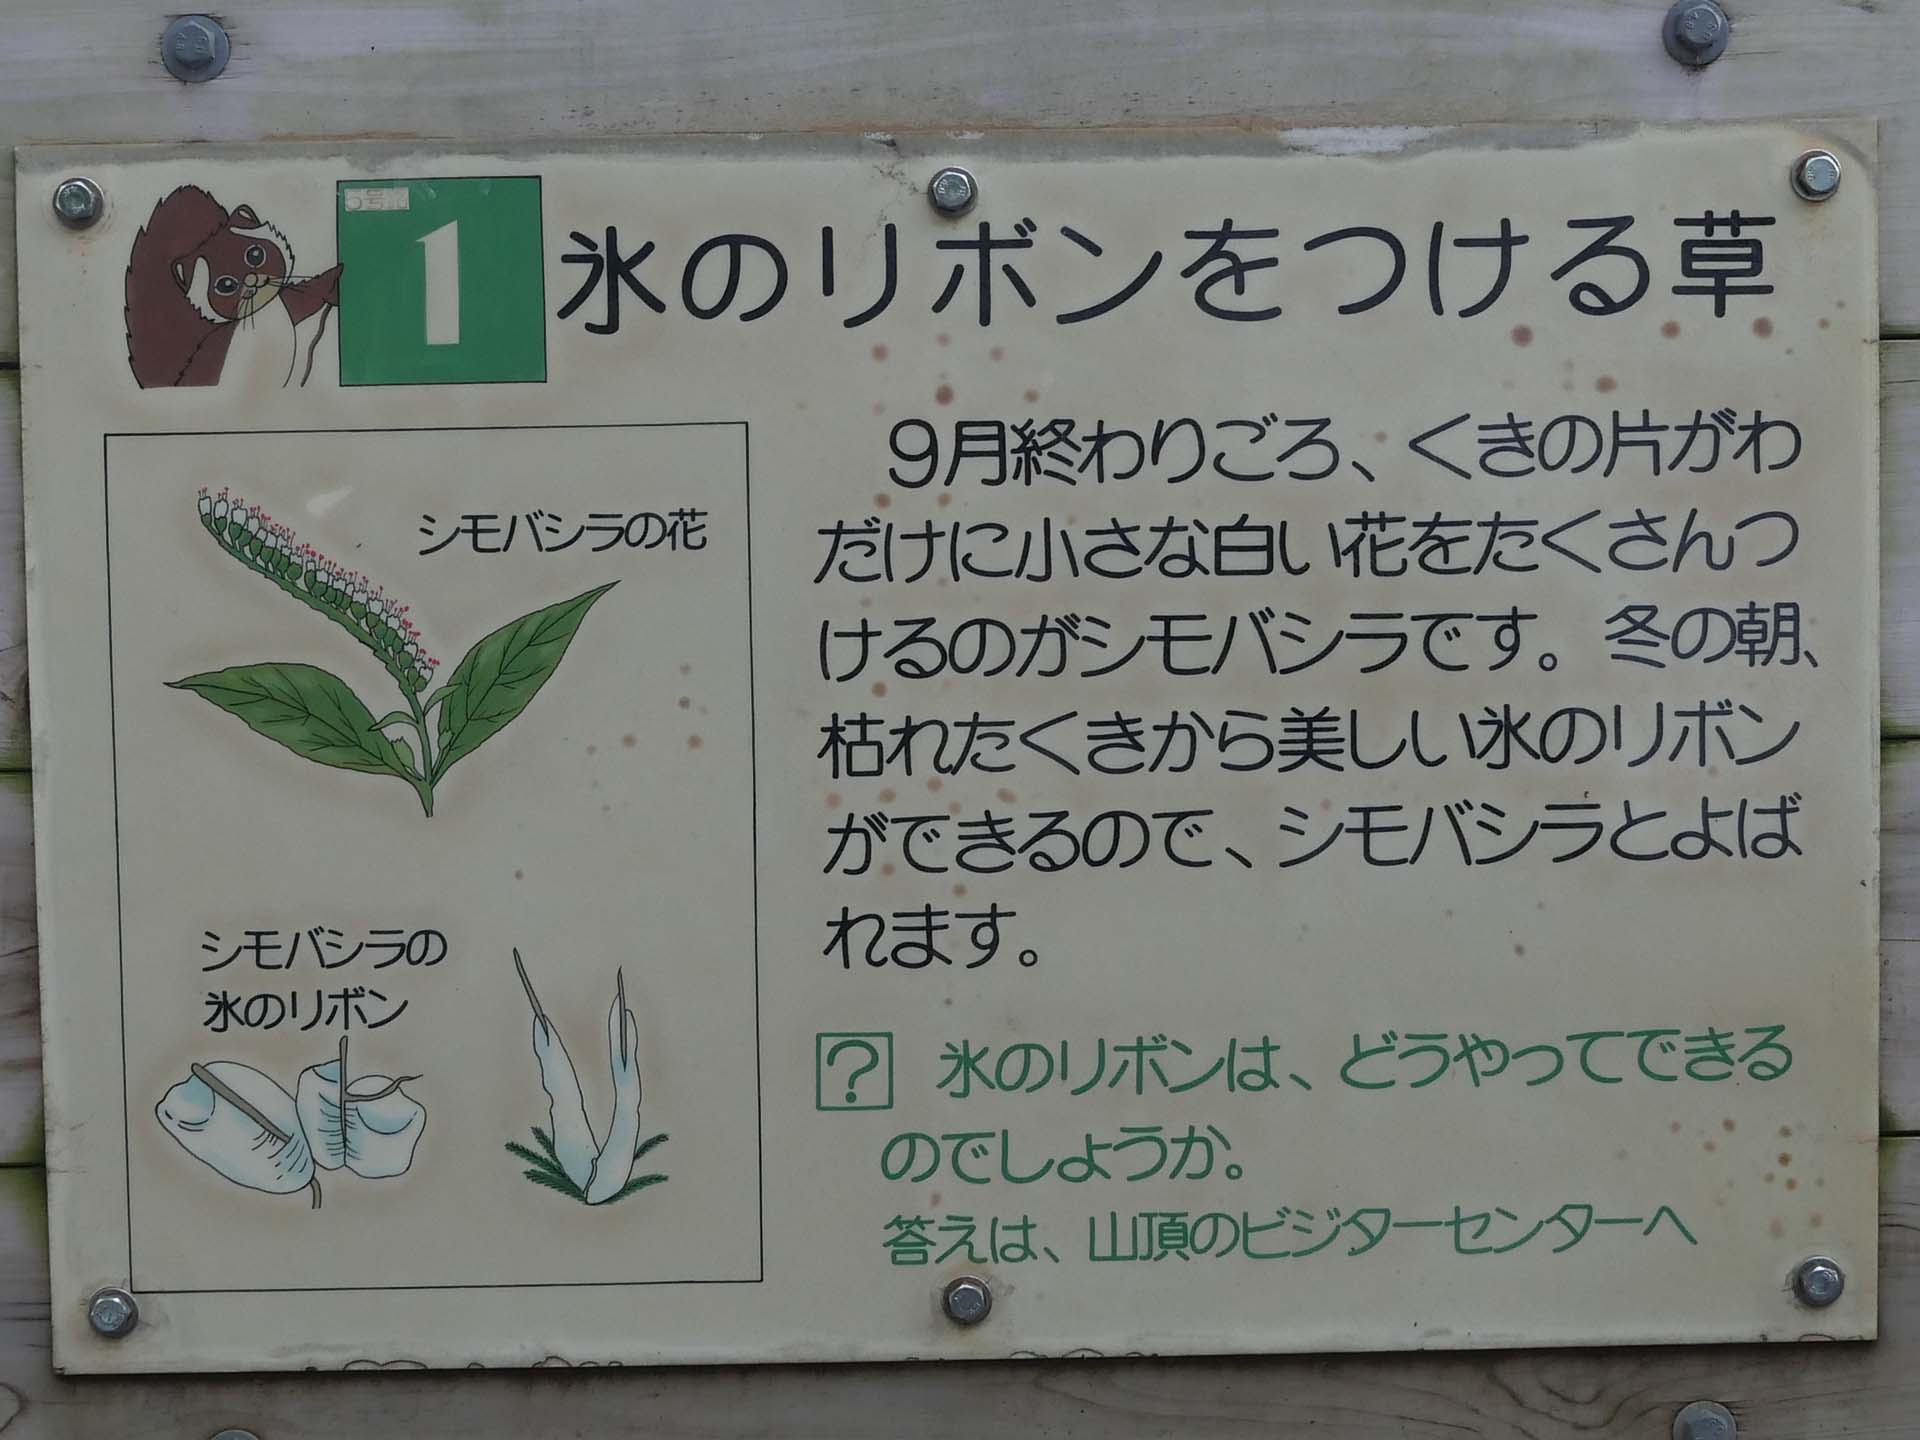 5号路
1
氷のリボンをつける草
シモバシラの花
シモバシラの
氷のリボン
9月終わりごろ、くきの片がわ
だけに小さな白い花をたくさんつ
けるのがシモバシラです。冬の朝、
枯れたくきから美しい氷のリボン
ができるので、シモバシラとよば
れます。
? 氷のリボンは、どうやってできる
のでしょうか。
答えは、山頂のビジターセンターへ